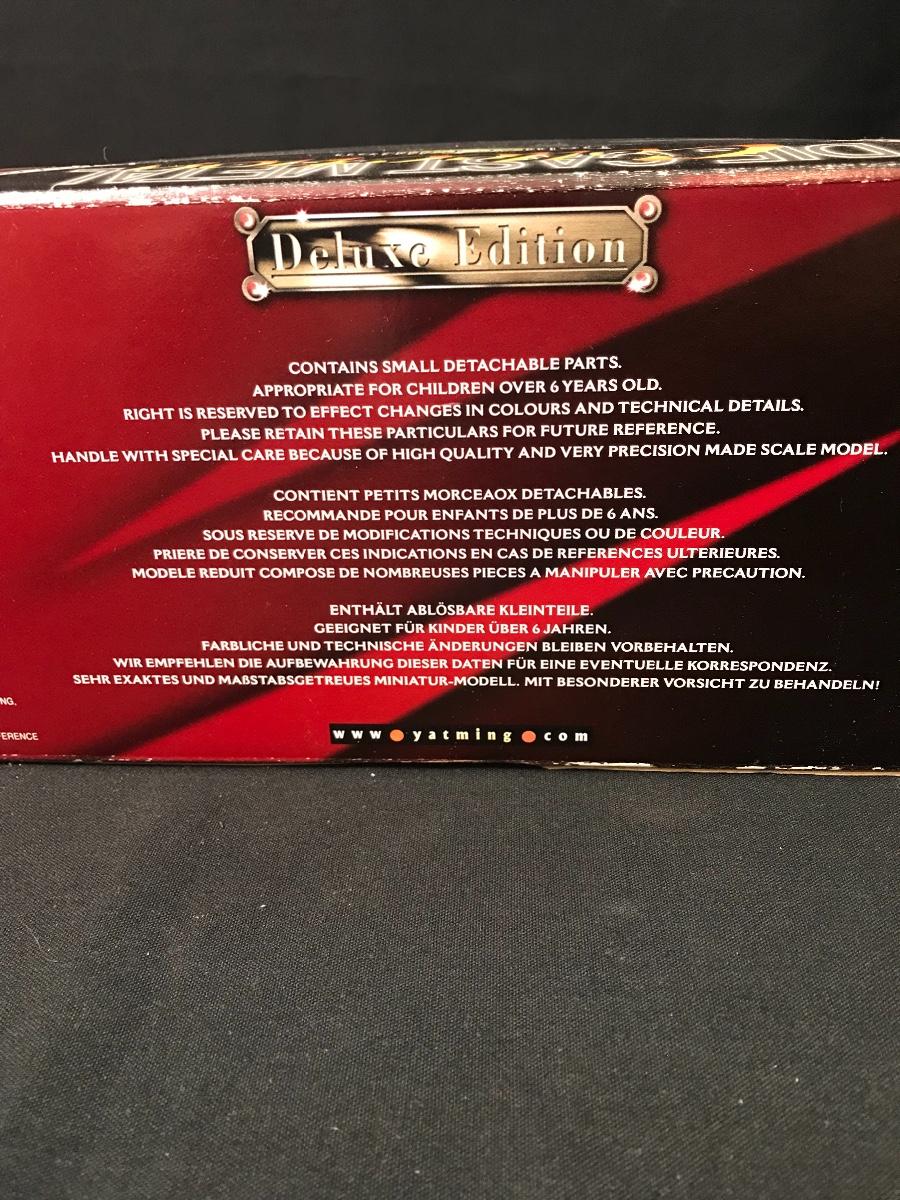 DIE CAST METAL
Deluxe Edition
CONTAINS SMALL DETACHABLE PARTS.
APPROPRIATE FOR CHILDREN OVER 6 YEARS OLD.
RIGHT IS RESERVED TO EFFECT CHANGES IN COLOURS AND TECHNICAL DETAILS.
PLEASE RETAIN THESE PARTICULARS FOR FUTURE REFERENCE.
HANDLE WITH SPECIAL CARE BECAUSE OF HIGH QUALITY AND VERY PRECISION MADE SCALE MODEL.
CONTIENT PETITS MORCEAOX DETACHABLES.
RECOMMANDE POUR ENFANTS DE PLUS DE 6 ANS.
SOUS RESERVE DE MODIFICATIONS TECHNIQUES OU DE COULEUR.
PRIERE DE CONSERVER CES INDICATIONS EN CAS DE REFERENCES ULTERIEURES.
MODELE REDUIT COMPOSE DE NOMBREUSES PIECES A MANIPULER AVEC PRECAUTION.
ENTHÄLT ABLÖSBARE KLEINTEILE.
GEEIGNET FÜR KINDER ÜBER 6 JAHREN.
FARBLICHE UND TECHNISCHE ÄNDERUNGEN BLEIBEN VORBEHALTEN.
WIR EMPFEHLEN DIE AUFBEWAHRUNG DIESER DATEN FÜR EINE EVENTUELLE KORRESPONDENZ.
SEHR EXAKTES UND MAßSTABSGETREUES MINIATUR-MODELL. MIT BESONDERER VORSICHT ZU BEHANDELN!
NG,
FERENCE
www.yatming.com